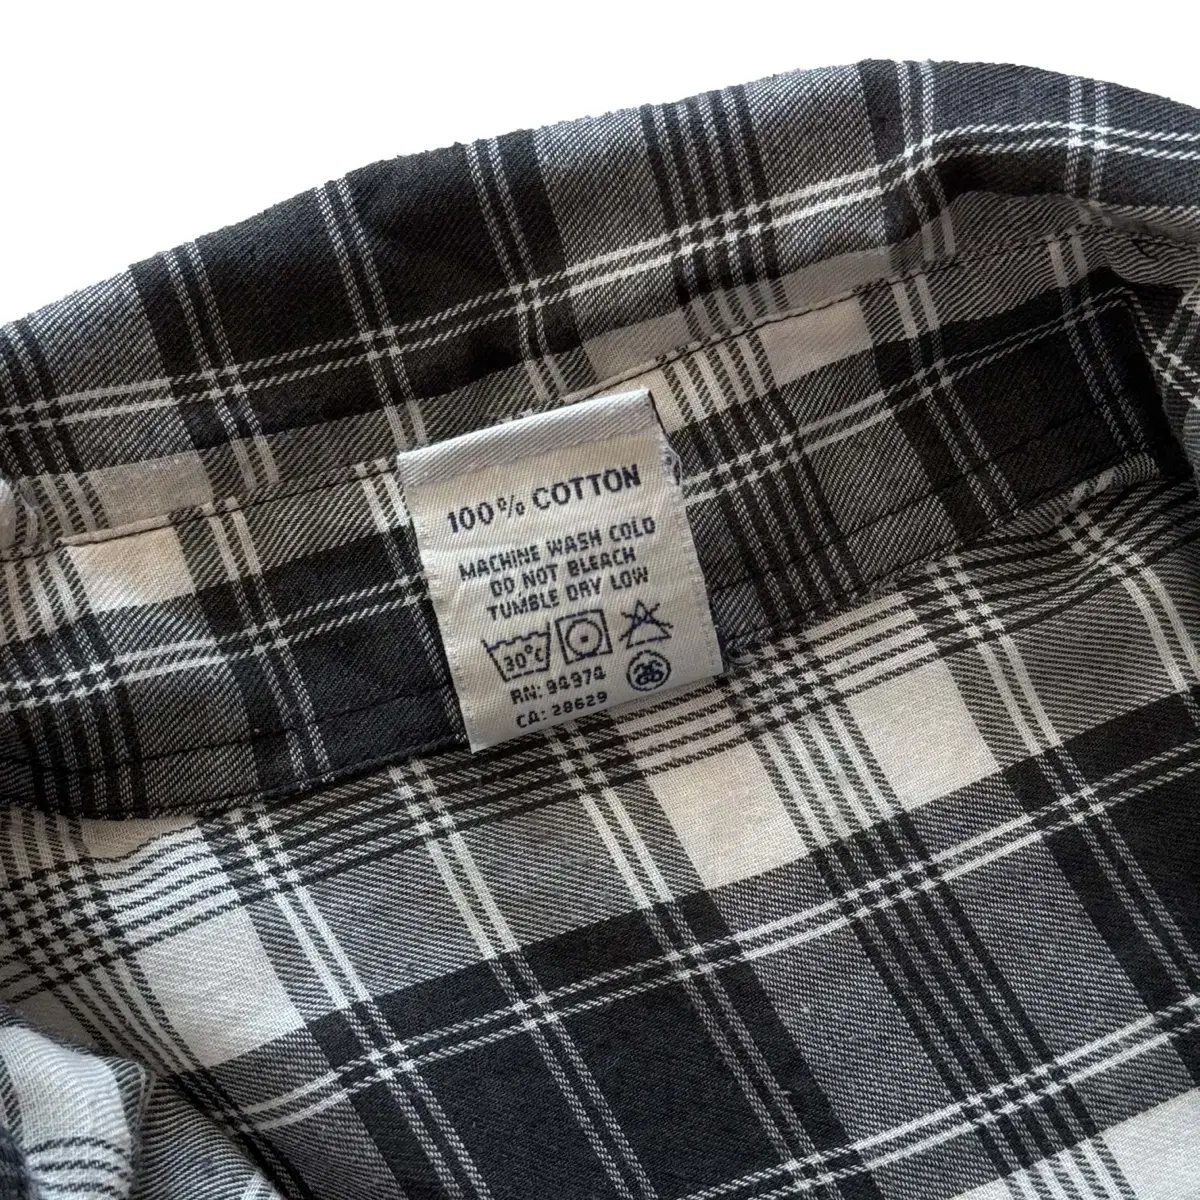 100% COTTON
MACHINE WASH COLD
DO NOT BLEACH
TUMBLE DRY LOW
30°C
RN: 94974
CA: 28629